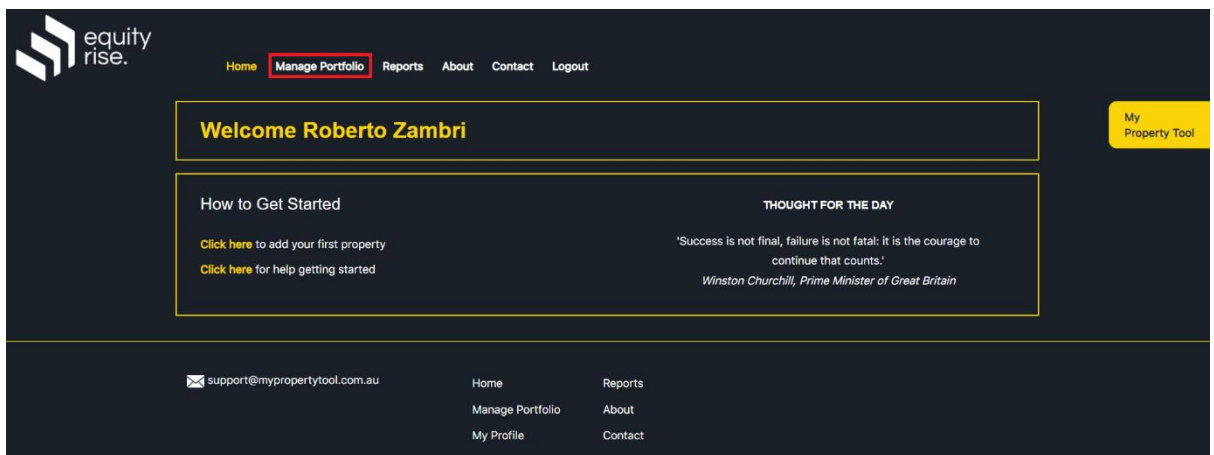 equity
rise.
Home Manage Portfolio Reports About Contact Logout
Welcome Roberto Zambri
My
Property Tool
How to Get Started
Click here to add your first property
Click here for help getting started
THOUGHT FOR THE DAY
'Success is not final, failure is not fatal: it is the courage to
continue that counts.'
Winston Churchill, Prime Minister of Great Britain
support@mypropertytool.com.au
Home
Manage Portfolio
My Profile
Reports
About
Contact